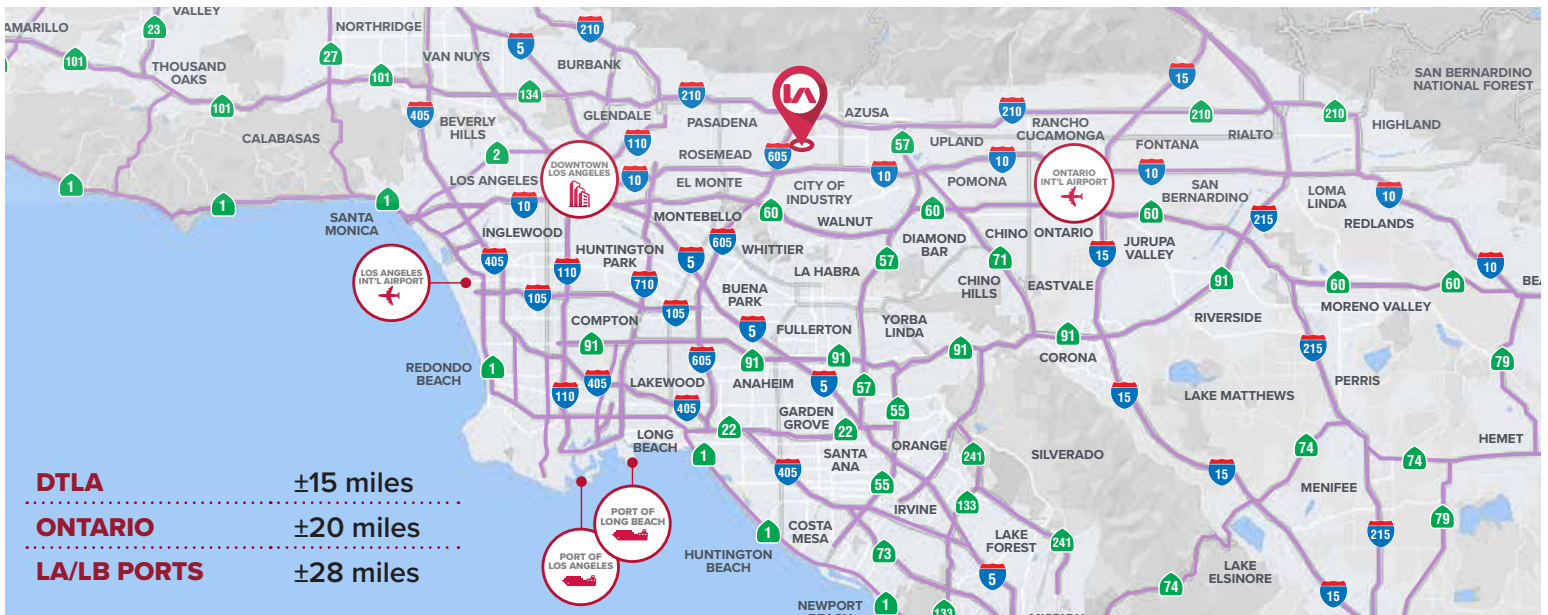 VALLEY
AMARILLO
23
101
THOUSAND
OAKS
101
CALABASAS
NORTHRIDGE
27
101
VAN NUYS
5
210
BURBANK
134
405
BEVERLY
HILLS
2
GLENDALE
110
210
PASADENA
ROSEMEAD
605
AZUSA
57
UPLAND
210
RANCHO
CUCAMONGA
15
210
RIALTO
210
HIGHLAND
SAN BERNARDINO
NATIONAL FOREST
FONTANA
DOWNTOWN
LOS ANGELES
LOS ANGELES
10
10
EL MONTE
CITY OF
INDUSTRY
10
POMONA
10
ONTARIO
INT'L AIRPORT
10
SAN
BERNARDINO
LOMA
LINDA
10
REDLANDS
1
1
1
SANTA
MONICA
INGLEWOOD
405
HUNTINGTON
PARK
MONTEBELLO
60
WALNUT
60
DIAMOND
BAR
CHINO
ONTARIO
60
215
605
WHITTIER
5
LA HABRA
57
71
CHINO
HILLS
15
JURUPA
VALLEY
EASTVALE
91
60
60
10
BEA
MORENO VALLEY
LOS ANGELES
INT'L AIRPORT
110
105
710
105
COMPTON
91
BUENA
PARK
5
FULLERTON
YORBA
LINDA
RIVERSIDE
REDONDO
BEACH
1
110
405
LAKEWOOD
605
91
ANAHEIM
91
91
91
CORONA
215
PERRIS
79
405
5
57
55
15
LAKE MATTHEWS
GARDEN
GROVE
LONG
BEACH
1
22
22
SANTA
ANA
ORANGE
241
SILVERADO
74
74
HEMET
405
55
133
IRVINE
15
MENIFEE
79
215
PORT OF
LONG BEACH
PORT OF
LOS ANGELES
HUNTINGTON
BEACH
1
COSTA
MESA
73
LAKE
FOREST
241
5
74
LAKE
ELSINORE
15
NEWPORT
1
133
DTLA ±15 miles
ONTARIO ±20 miles
LA/LB PORTS ±28 miles